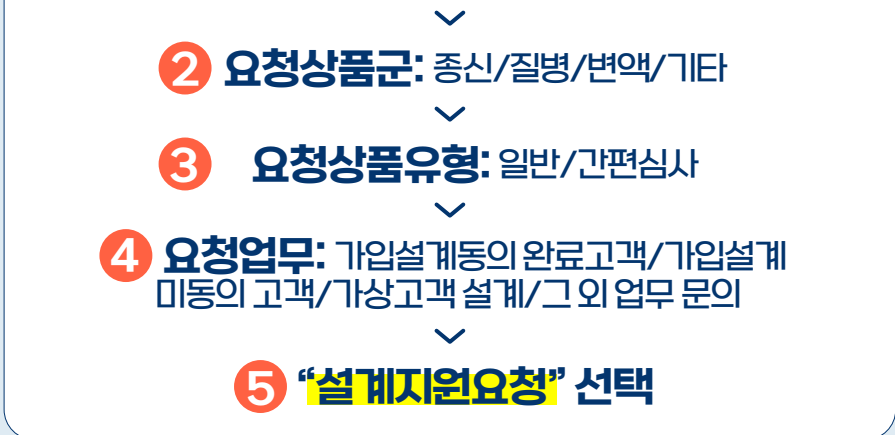 2 요청상품군: 종신/질병/변액/기타
3 요청상품유형: 일반/간편심사
4 요청업무: 가입설계동의 완료고객/가입설계
미동의 고객/가상고객 설계/그 외 업무 문의
5 “설계지원요청” 선택